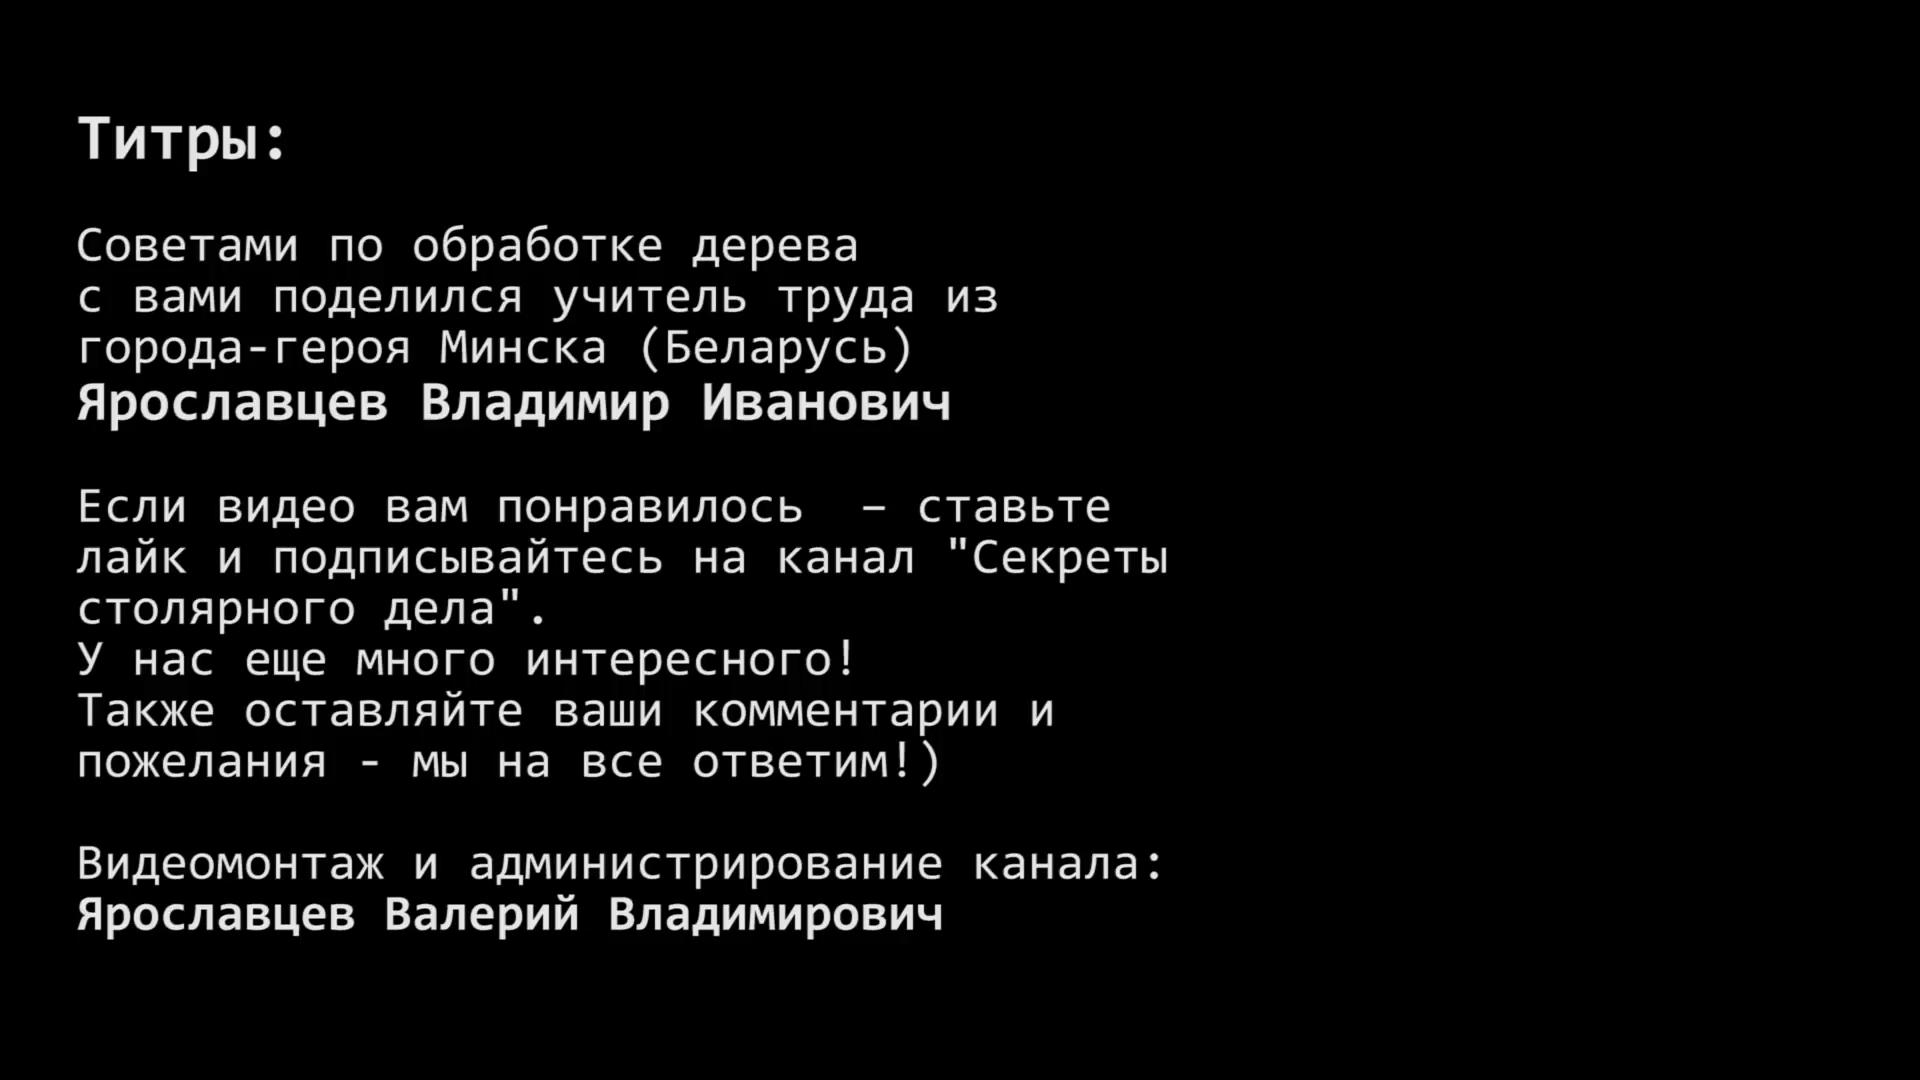 Титры:
Советами по обработке дерева
с вами поделился учитель труда из
города-героя Минска (Беларусь)
Ярославцев Владимир Иванович
Если видео вам понравилось  – ставьте
лайк и подписывайтесь на канал "Секреты
столярного дела".
У нас еще много интересного!
Также оставляйте ваши комментарии и
пожелания - мы на все ответим!)
Видеомонтаж и администрирование канала:
Ярославцев Валерий Владимирович